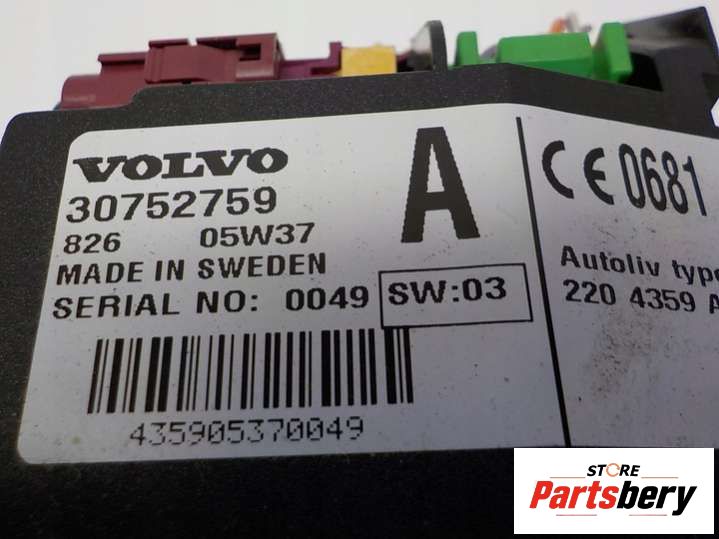 VOLVO
30752759
826 05W37
MADE IN SWEDEN
SERIAL NO: 0049
SW:03
A
435905370049
CE 0681
Autoliv type
220 4359 A
STORE
Partsbery